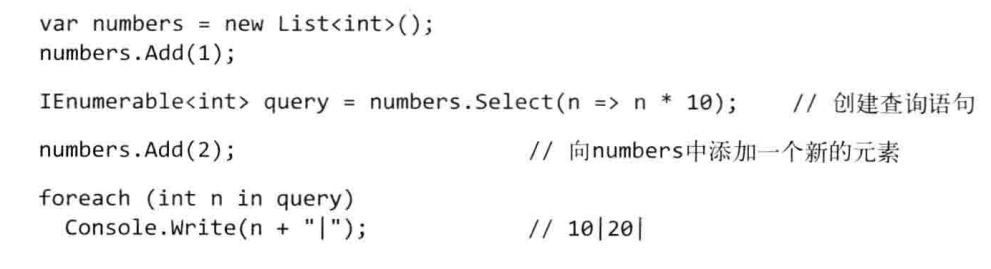 var numbers = new List<int>();
numbers.Add(1);
IEnumerable<int> query = numbers.Select(n => n * 10);    // 创建查询语句
numbers.Add(2);    // 向numbers中添加一个新的元素
foreach (int n in query)
  Console.Write(n + "|");    // 10|20|